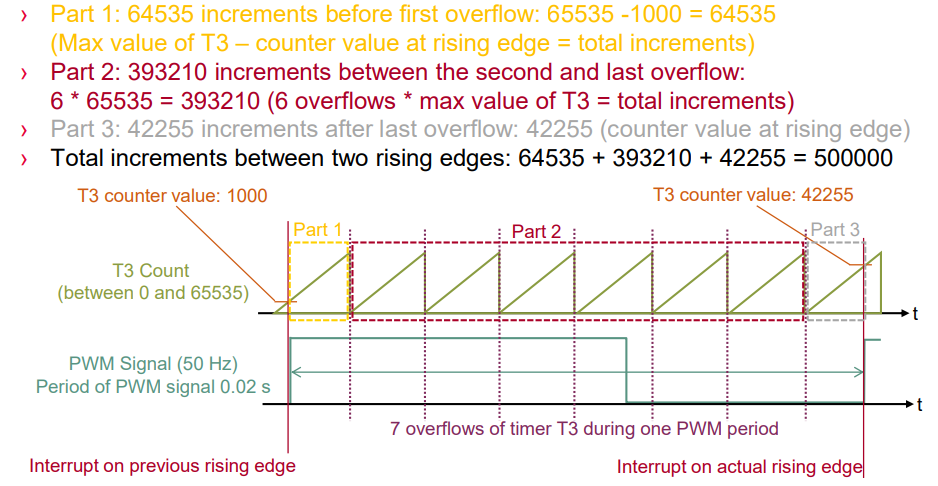 › Part 1: 64535 increments before first overflow: 65535 -1000 = 64535
(Max value of T3 – counter value at rising edge = total increments)
› Part 2: 393210 increments between the second and last overflow:
6 * 65535 = 393210 (6 overflows * max value of T3 = total increments)
› Part 3: 42255 increments after last overflow: 42255 (counter value at rising edge)
› Total increments between two rising edges: 64535 + 393210 + 42255 = 500000
T3 counter value: 1000
T3 counter value: 42255
Part 1
Part 2
Part 3
T3 Count
(between 0 and 65535)
t
PWM Signal (50 Hz)
Period of PWM signal 0.02 s
t
7 overflows of timer T3 during one PWM period
Interrupt on previous rising edge
Interrupt on actual rising edge